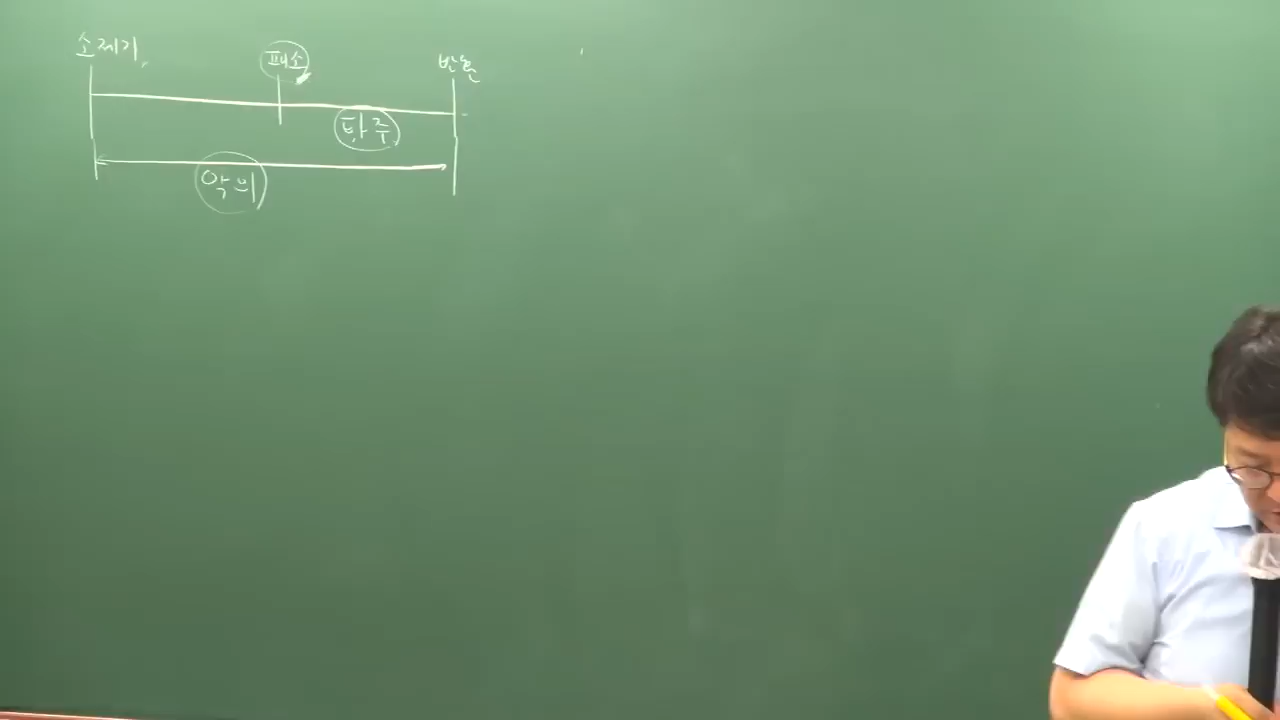 소제기 패소 반환
타주
악의